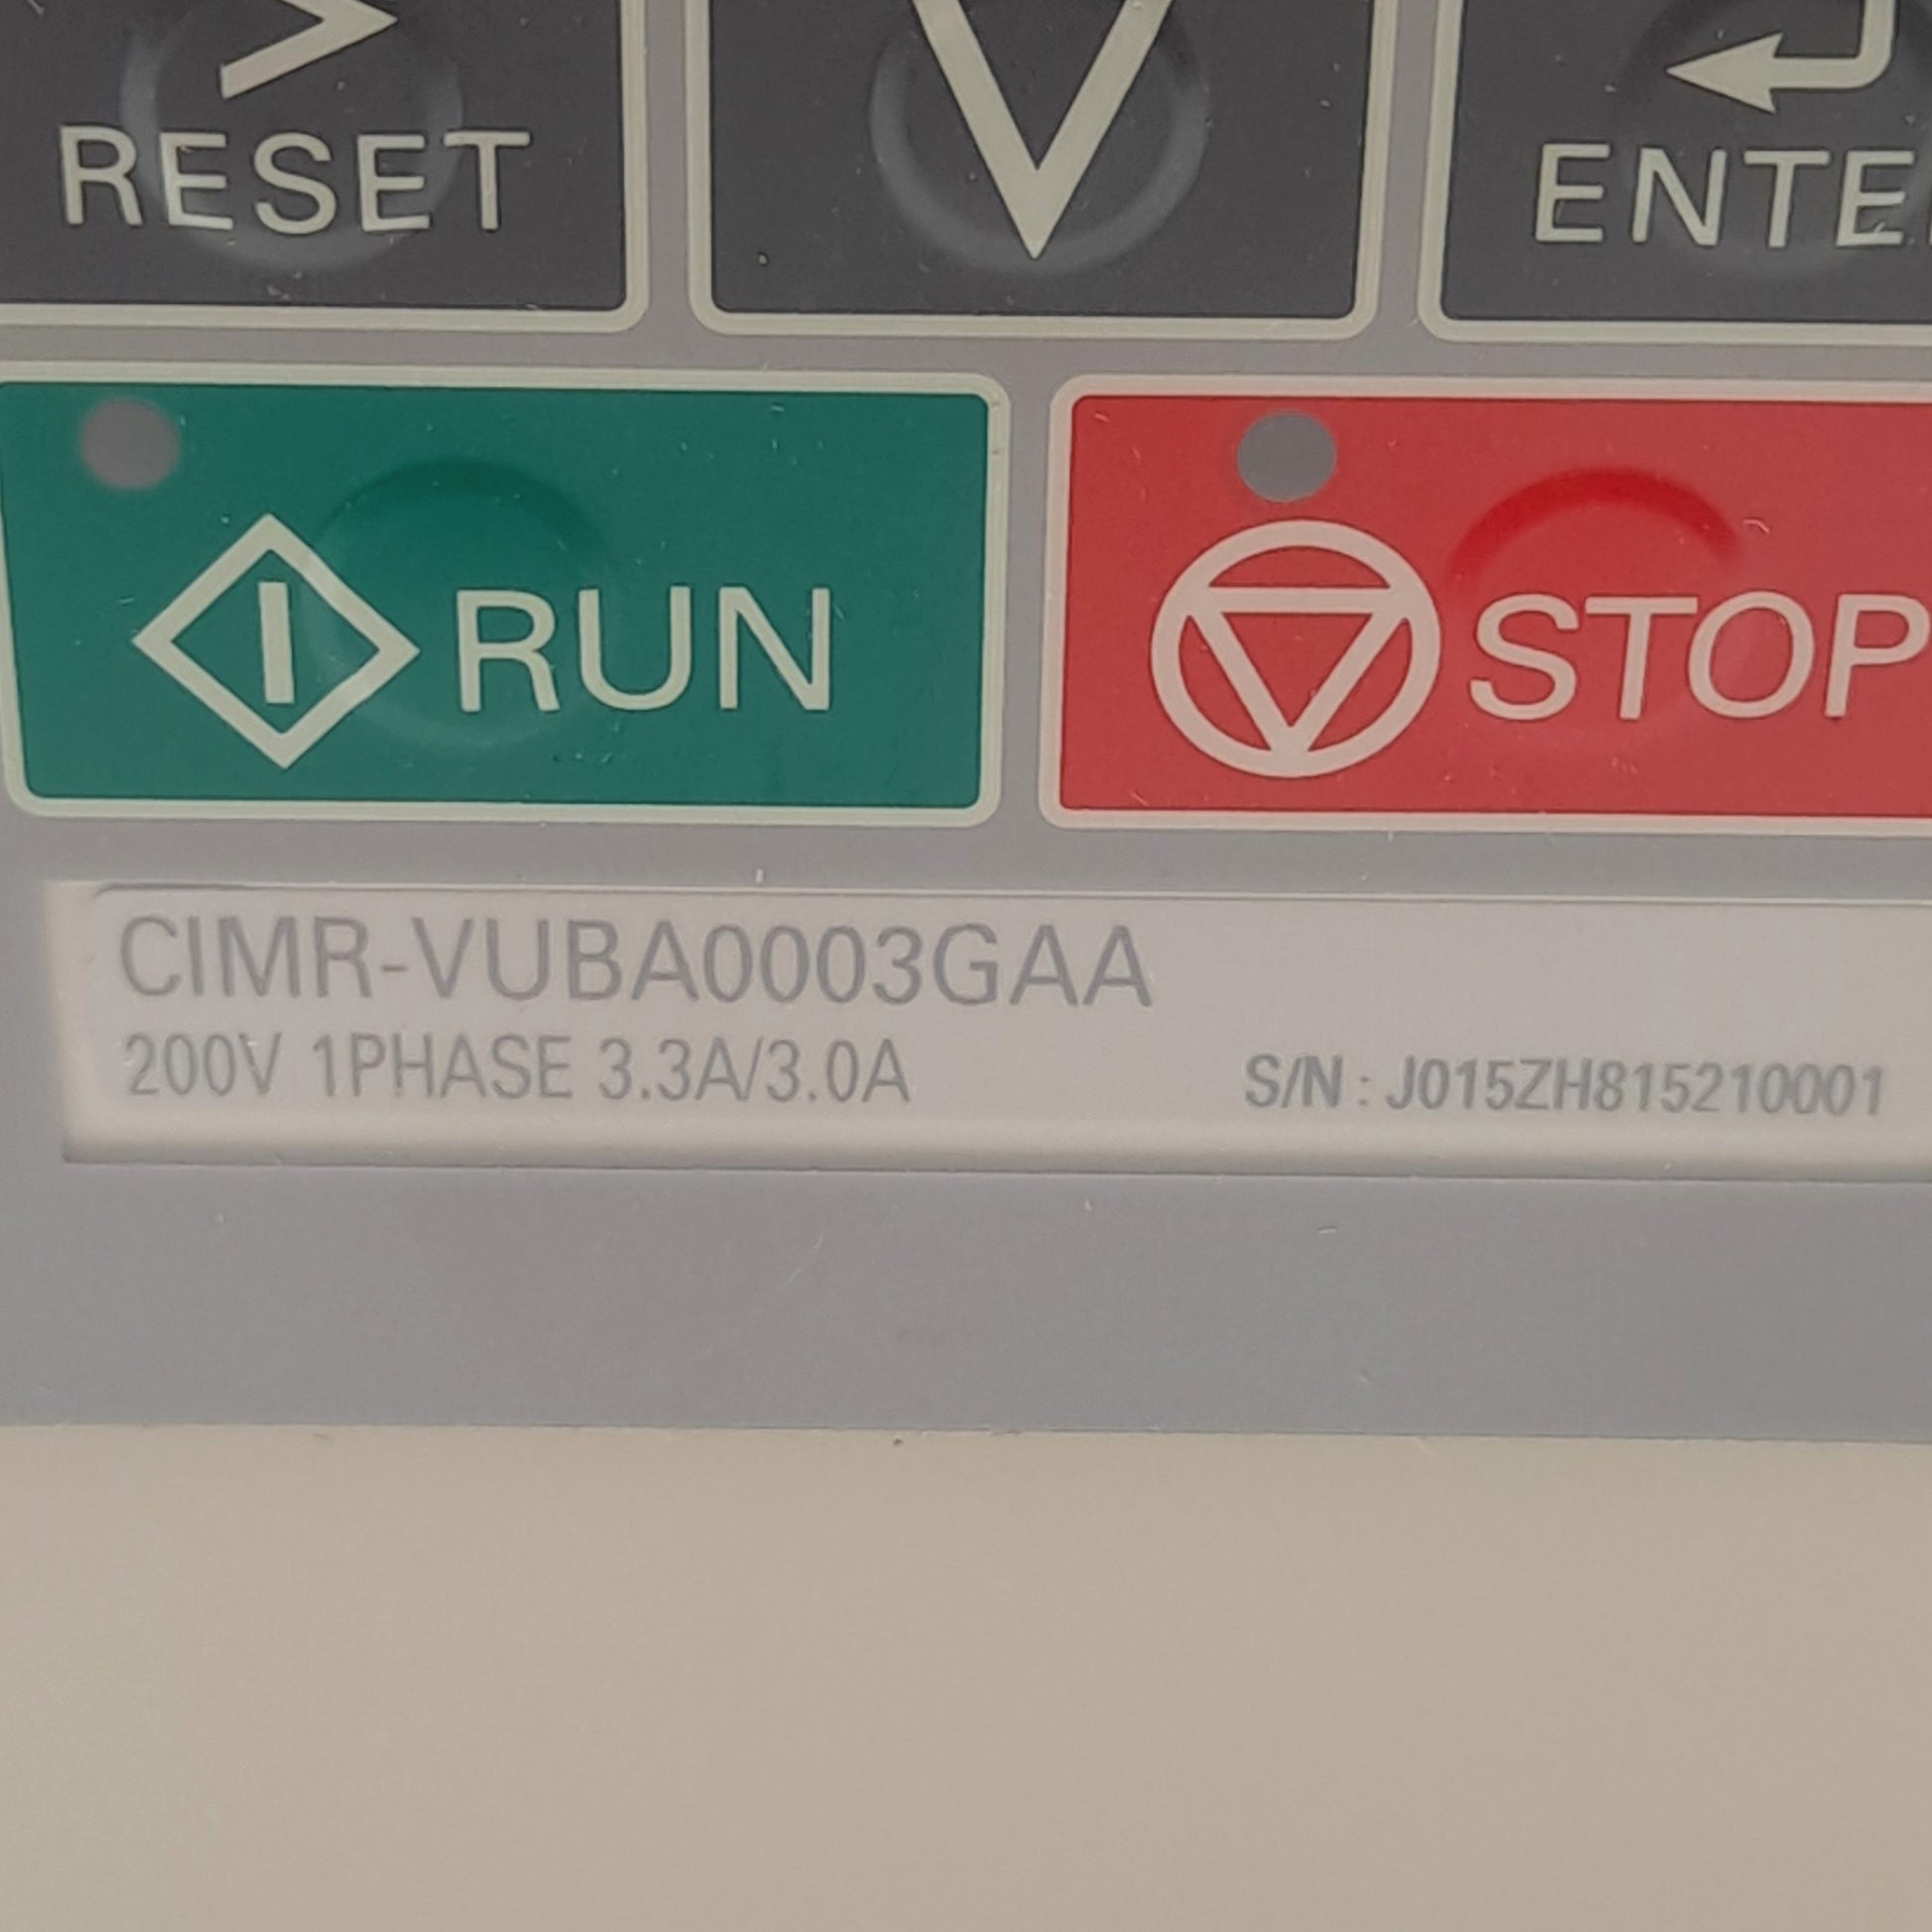 RESET
ENTE
RUN
STOP
CIMR-VUBA0003GAA
200V 1PHASE 3.3A/3.0A
S/N: J015ZH815210001